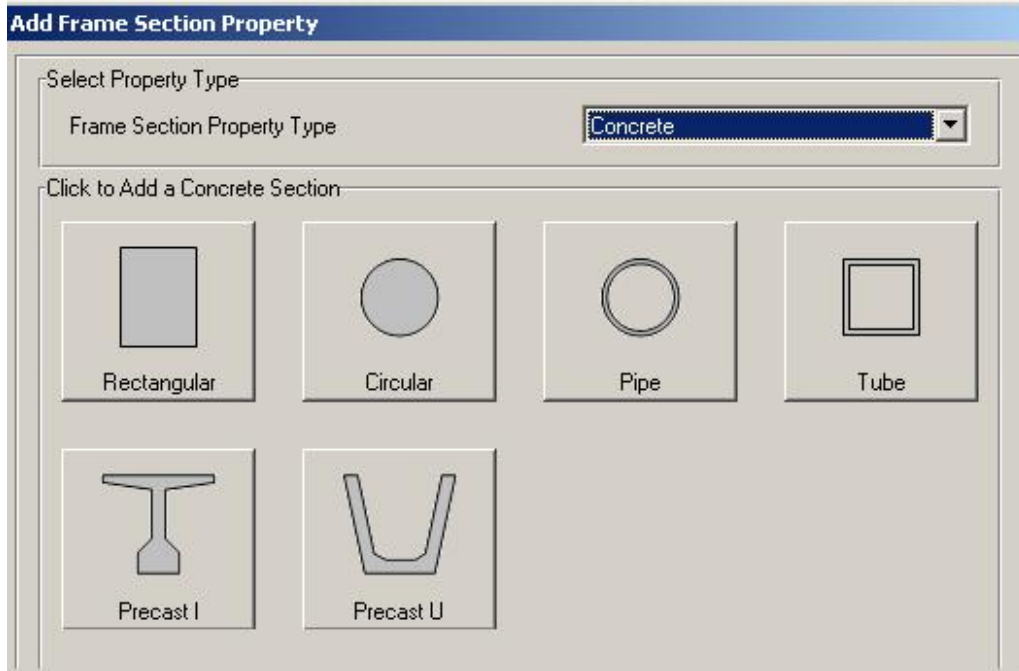 Add Frame Section Property
Select Property Type
Frame Section Property Type
Concrete
Click to Add a Concrete Section
Rectangular
Circular
Pipe
Tube
Precast I
Precast U